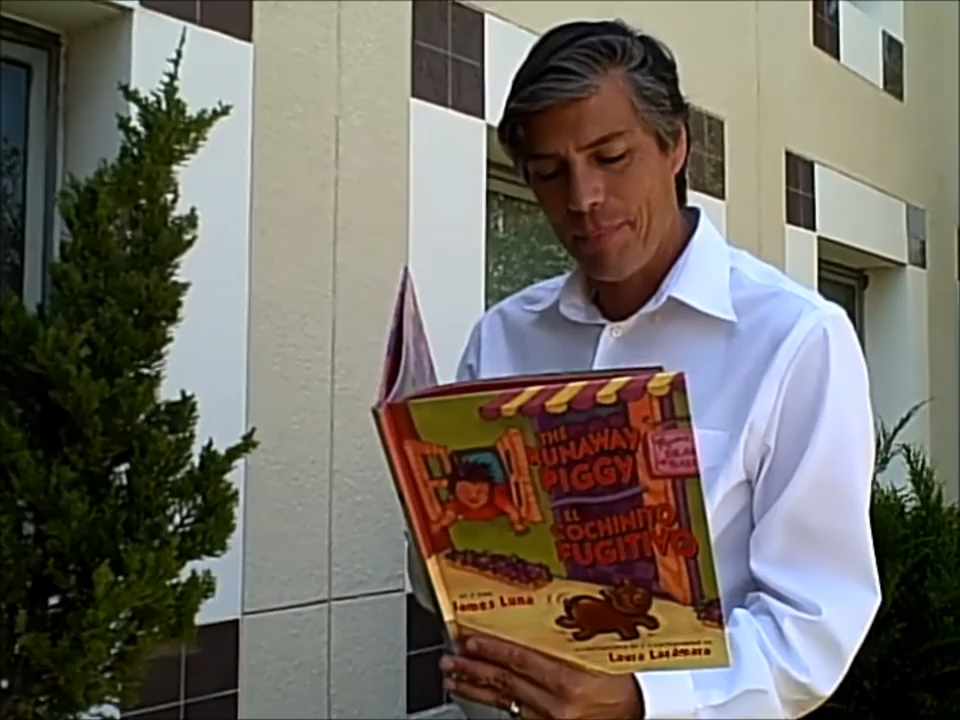 THE
RUNAWAY
PIGGY
EL
COCHINITO
FUGITIVO
James Luna
Laura Lacámara